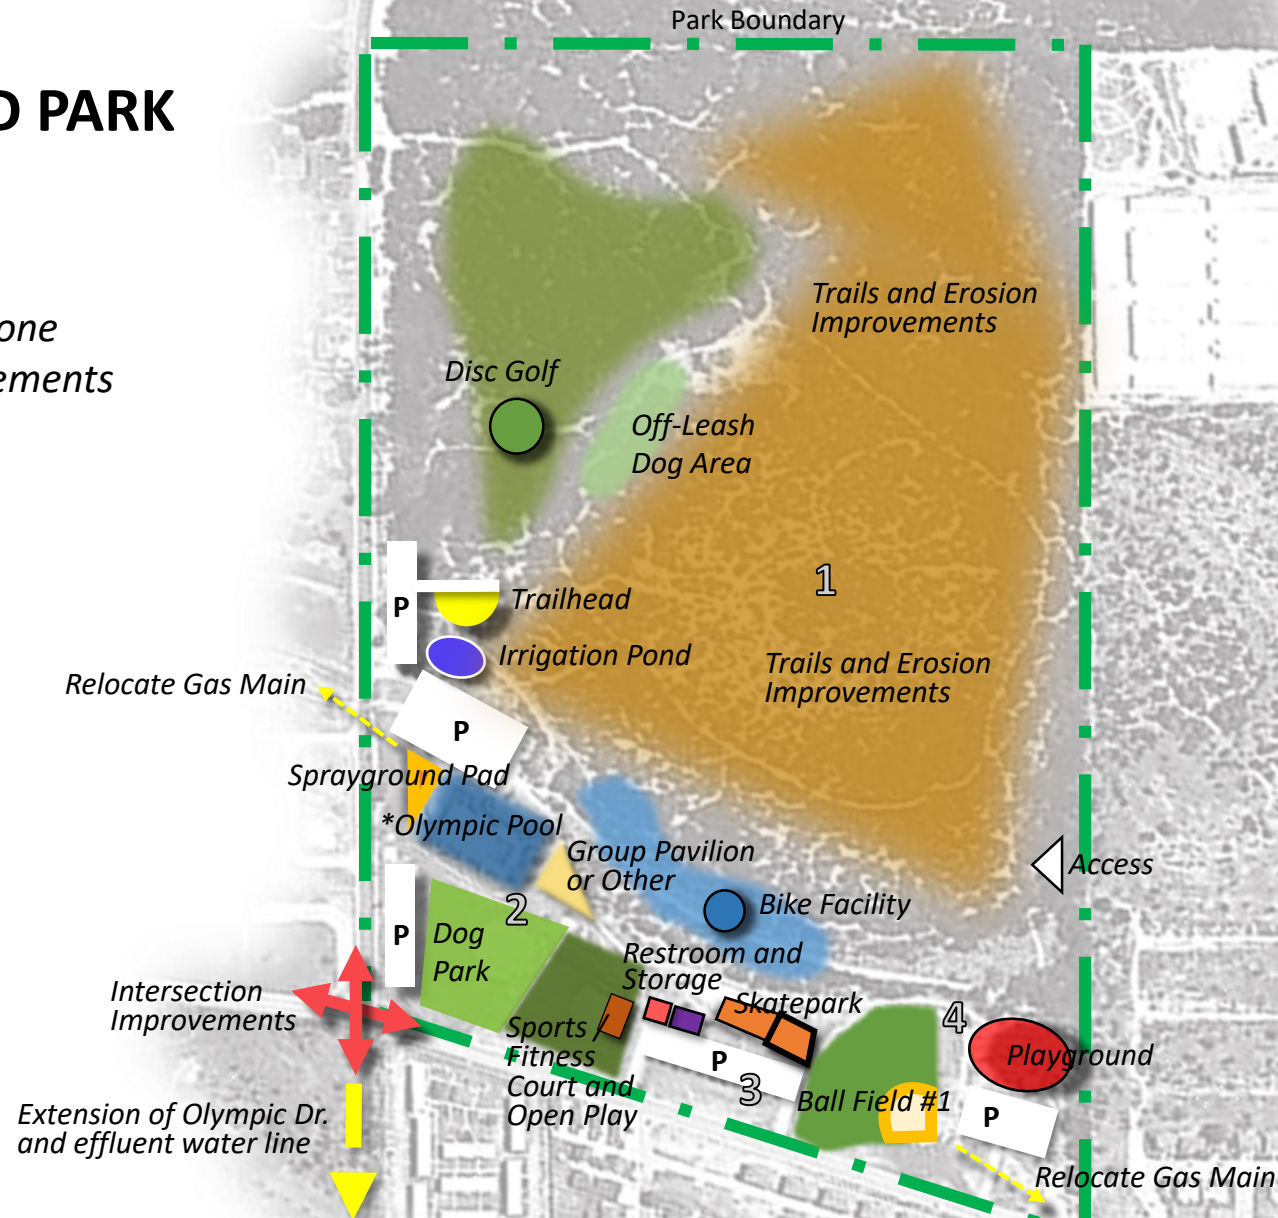 Park Boundary
D PARK
Trails and Erosion
Improvements
one
ements
Disc Golf
Off-Leash
Dog Area
1
P
Trailhead
Irrigation Pond
Trails and Erosion
Improvements
Relocate Gas Main
P
Sprayground Pad
*Olympic Pool
Group Pavilion
or Other
Access
2
Bike Facility
P
Dog
Park
Restroom and
Storage
Skatepark
Intersection
Improvements
4
Sports /
Fitness
Court and
Open Play
Playground
P
3
Ball Field #1
P
Extension of Olympic Dr.
and effluent water line
Relocate Gas Main